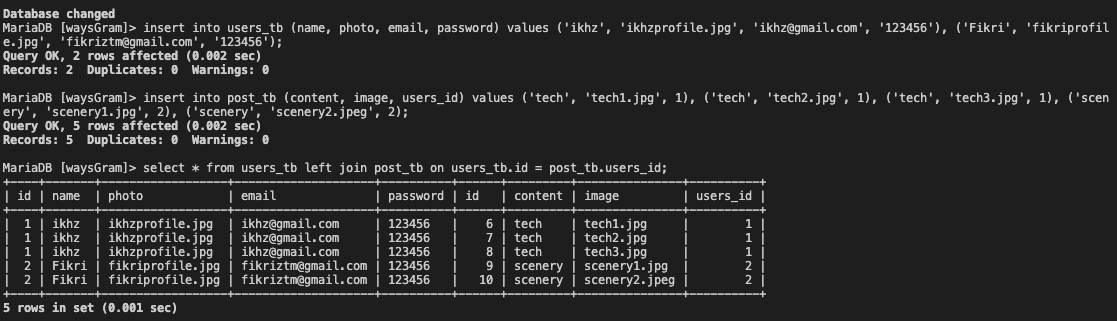 Database changed
MariaDB [waysGram]> insert into users_tb (name, photo, email, password) values ('ikhz', 'ikhzprofile.jpg', 'ikhz@gmail.com', '123456'), ('Fikri', 'fikriprofil
e.jpg', 'fikriztm@gmail.com', '123456');
Query OK, 2 rows affected (0.002 sec)
Records: 2  Duplicates: 0  Warnings: 0
MariaDB [waysGram]> insert into post_tb (content, image, users_id) values ('tech', 'tech1.jpg', 1), ('tech', 'tech2.jpg', 1), ('tech', 'tech3.jpg', 1), ('scen
ery', 'scenery1.jpg', 2), ('scenery', 'scenery2.jpeg', 2);
Query OK, 5 rows affected (0.002 sec)
Records: 5  Duplicates: 0  Warnings: 0
MariaDB [waysGram]> select * from users_tb left join post_tb on users_tb.id = post_tb.users_id;
+----+-------+------------------+--------------------+----------+------+---------+---------------+----------+
| id | name  | photo            | email              | password | id   | content | image         | users_id |
+----+-------+------------------+--------------------+----------+------+---------+---------------+----------+
|  1 | ikhz  | ikhzprofile.jpg  | ikhz@gmail.com     | 123456   |    6 | tech    | tech1.jpg     |        1 |
|  1 | ikhz  | ikhzprofile.jpg  | ikhz@gmail.com     | 123456   |    7 | tech    | tech2.jpg     |        1 |
|  1 | ikhz  | ikhzprofile.jpg  | ikhz@gmail.com     | 123456   |    8 | tech    | tech3.jpg     |        1 |
|  2 | Fikri | fikriprofile.jpg | fikriztm@gmail.com | 123456   |    9 | scenery | scenery1.jpg  |        2 |
|  2 | Fikri | fikriprofile.jpg | fikriztm@gmail.com | 123456   |   10 | scenery | scenery2.jpeg |        2 |
+----+-------+------------------+--------------------+----------+------+---------+---------------+----------+
5 rows in set (0.001 sec)